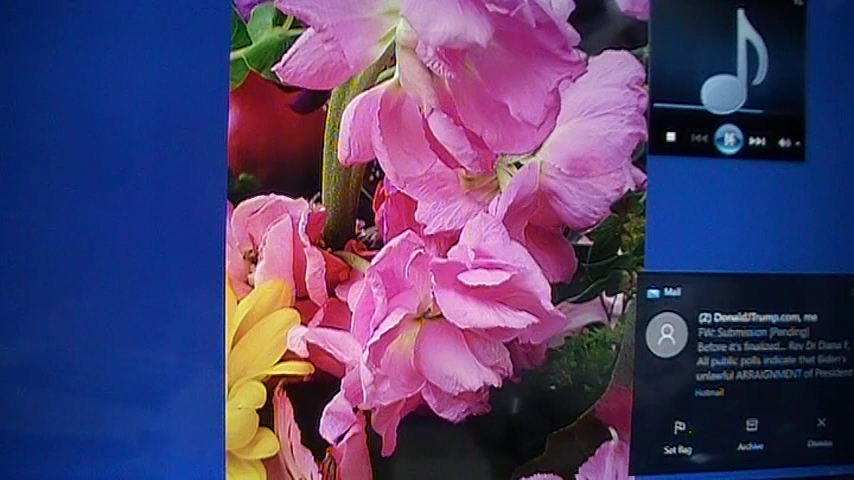 Mail
(2) DonaldJTrump.com, me
FW: Submission [Pending]
Before it's finalized... Rev Dr Diana F,
All public polls indicate that Biden's
unlawful ARRAIGNMENT of President
Hotmail
Set flag
Archive
Dismiss